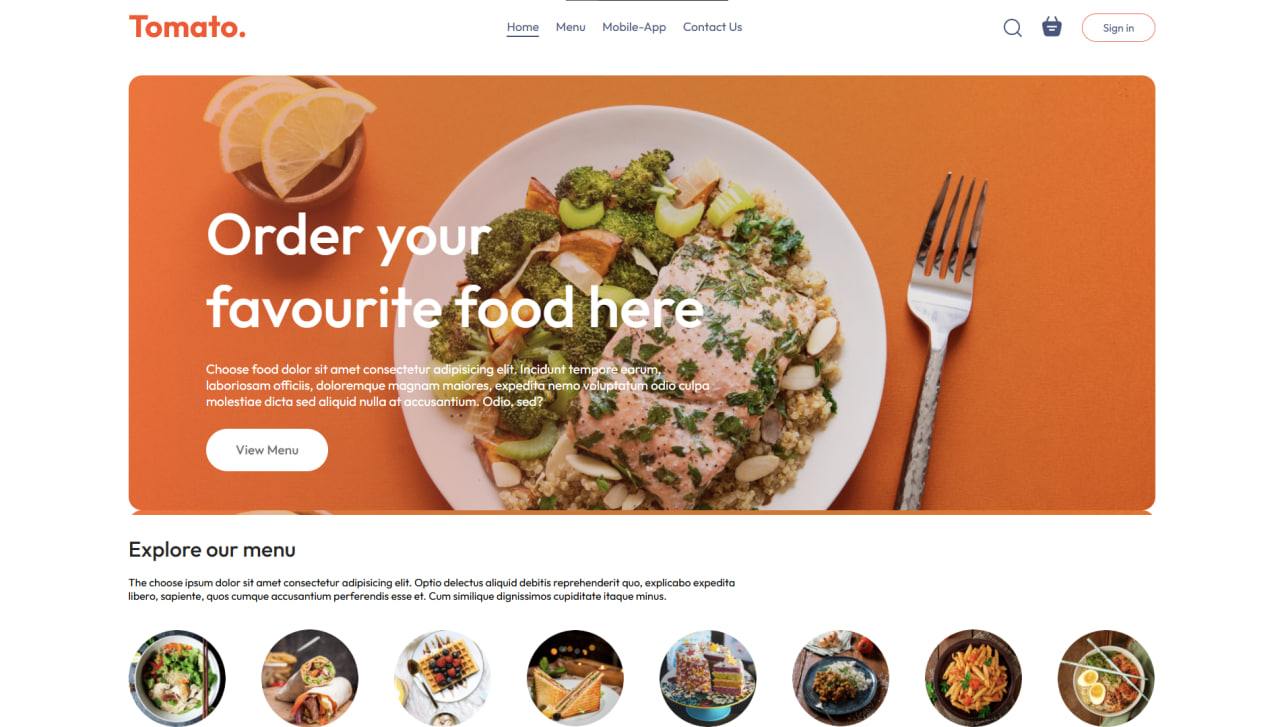 Tomato.
Home Menu Mobile-App Contact Us
Sign in
Order your
favourite food here
Choose food dolor sit amet consectetur adipisicing elit. Incidunt tempore earum,
laboriosam officiis, doloremque magnam maiores, expedita nemo voluptatum odio culpa
molestiae dicta sed aliquid nulla at accusantium. Odio, sed?
View Menu
Explore our menu
The choose ipsum dolor sit amet consectetur adipisicing elit. Optio delectus aliquid debitis reprehenderit quo, explicabo expedita
libero, sapiente, quos cumque accusantium perferendis esse et. Cum similique dignissimos cupiditate itaque minus.